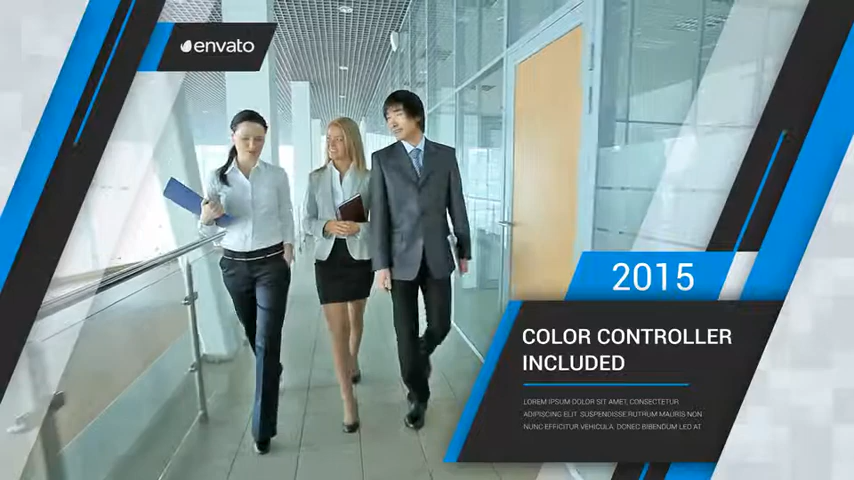 envato
2015
COLOR CONTROLLER
INCLUDED
LOREM IPSUM DOLOR SIT AMET, CONSECTETUR
ADIPISCING ELIT. SUSPENDISSE RUTRUM MAURIS NON
NUNC EFFICITUR VEHICULA. DONEC BIBENDUM LEO AT